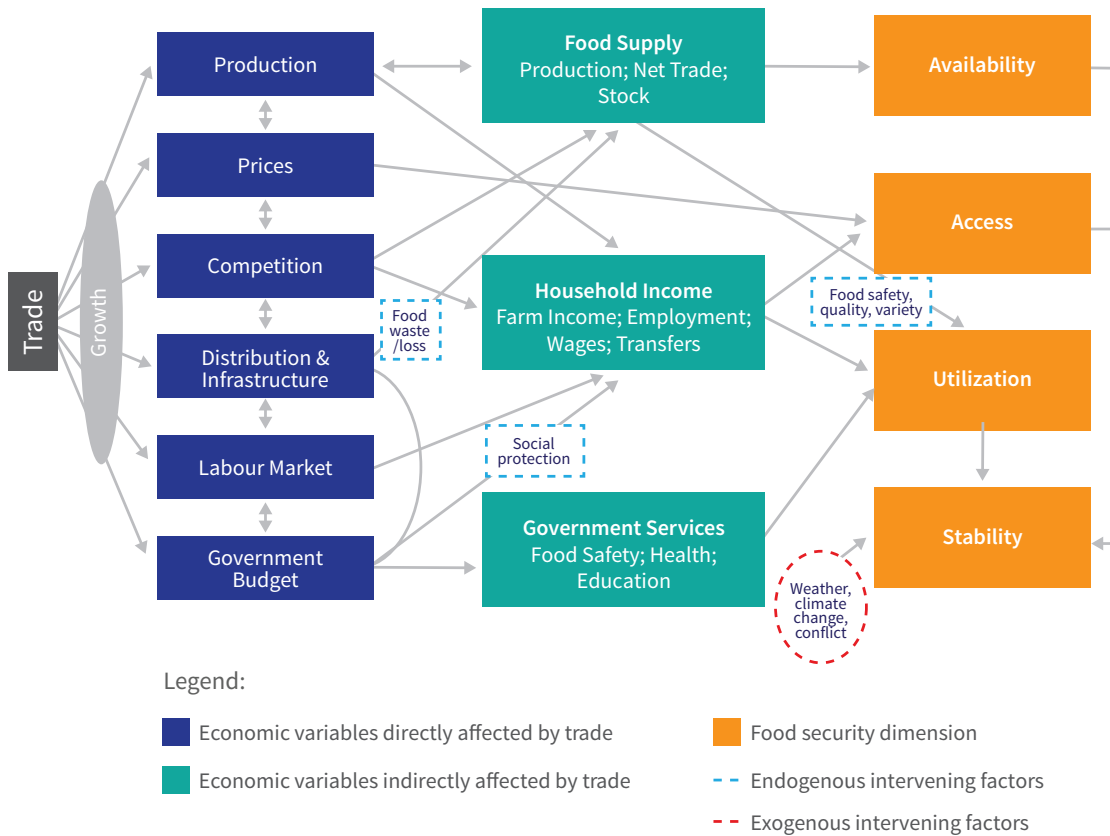 Trade
Growth
Production
Prices
Competition
Distribution &
Infrastructure
Labour Market
Government
Budget
Food
waste
/loss
Social
protection
Food Supply
Production; Net Trade;
Stock
Household Income
Farm Income; Employment;
Wages; Transfers
Government Services
Food Safety; Health;
Education
Food safety,
quality, variety
Weather,
climate
change,
conflict
Availability
Access
Utilization
Stability
Legend:
Economic variables directly affected by trade
Economic variables indirectly affected by trade
Food security dimension
Endogenous intervening factors
Exogenous intervening factors